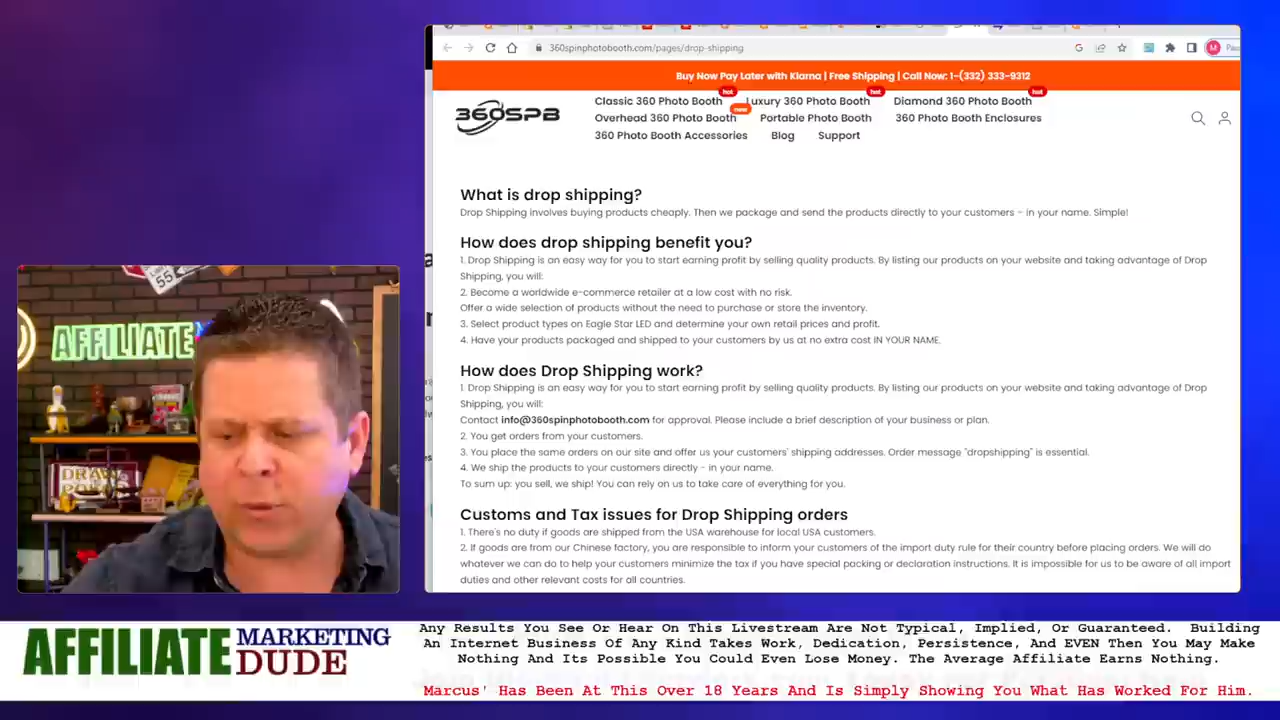 360spinphotobooth.com/pages/drop-shipping
Buy Now Pay Later with Klarna | Free Shipping | Call Now: 1-(332) 333-9312
360SPB
Classic 360 Photo Booth hot
Luxury 360 Photo Booth hot
Diamond 360 Photo Booth hot
Overhead 360 Photo Booth new
Portable Photo Booth
360 Photo Booth Enclosures
360 Photo Booth Accessories
Blog
Support
What is drop shipping?
Drop Shipping involves buying products cheaply. Then we package and send the products directly to your customers – in your name. Simple!
How does drop shipping benefit you?
1. Drop Shipping is an easy way for you to start earning profit by selling quality products. By listing our products on your website and taking advantage of Drop
Shipping, you will:
2. Become a worldwide e-commerce retailer at a low cost with no risk.
Offer a wide selection of products without the need to purchase or store the inventory.
3. Select product types on Eagle Star LED and determine your own retail prices and profit.
4. Have your products packaged and shipped to your customers by us at no extra cost IN YOUR NAME.
How does Drop Shipping work?
1. Drop Shipping is an easy way for you to start earning profit by selling quality products. By listing our products on your website and taking advantage of Drop
Shipping, you will:
Contact info@360spinphotobooth.com for approval. Please include a brief description of your business or plan.
2. You get orders from your customers.
3. You place the same orders on our site and offer us your customers' shipping addresses. Order message "dropshipping" is essential.
4. We ship the products to your customers directly - in your name.
To sum up: you sell, we ship! You can rely on us to take care of everything for you.
Customs and Tax issues for Drop Shipping orders
1. There's no duty if goods are shipped from the USA warehouse for local USA customers.
2. If goods are from our Chinese factory, you are responsible to inform your customers of the import duty rule for their country before placing orders. We will do
whatever we can do to help your customers minimize the tax if you have special packing or declaration instructions. It is impossible for us to be aware of all import
duties and other relevant costs for all countries.
55
AFFILIATE
AFFILIATE MARKETING DUDE
Any Results You See Or Hear On This Livestream Are Not Typical, Implied, Or Guaranteed. Building
An Internet Business Of Any Kind Takes Work, Dedication, Persistence, And EVEN Then You May Make
Nothing And Its Possible You Could Even Lose Money. The Average Affiliate Earns Nothing.
Marcus' Has Been At This Over 18 Years And Is Simply Showing You What Has Worked For Him.